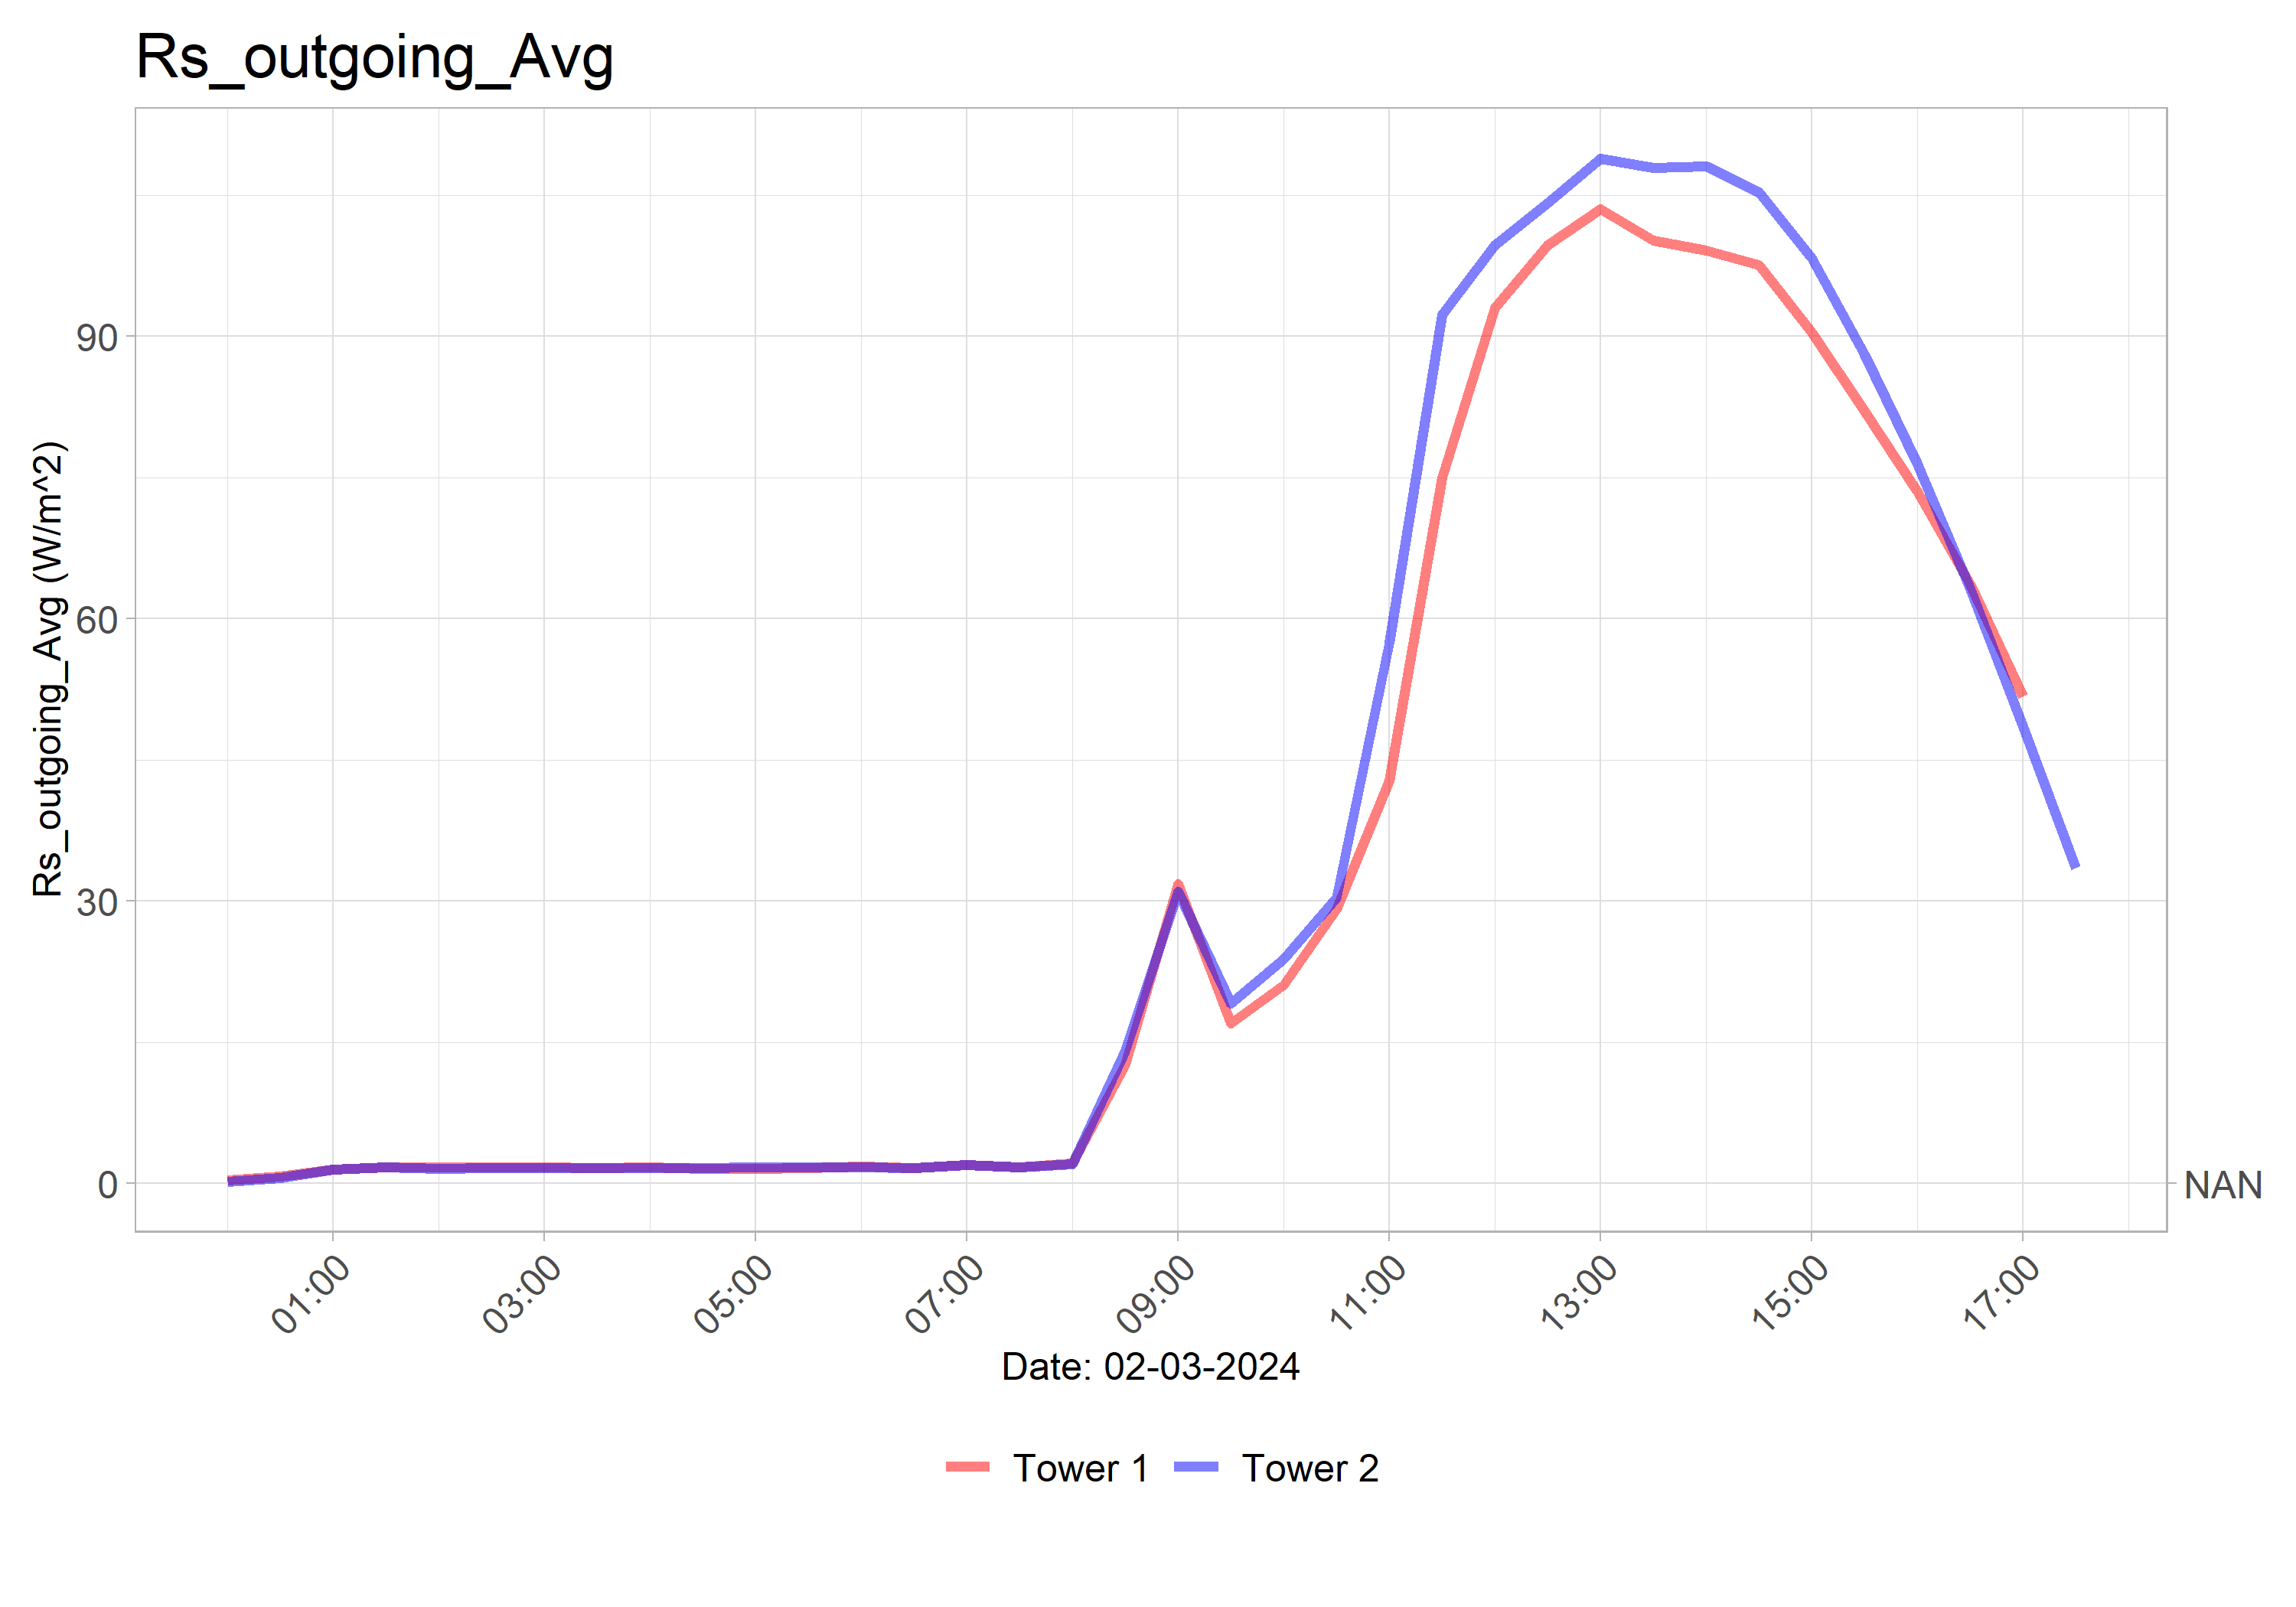 Rs_outgoing_Avg
Rs_outgoing_Avg (W/m^2)
90
60
30
0
NAN
01:00
03:00
05:00
07:00
09:00
11:00
13:00
15:00
17:00
Date: 02-03-2024
Tower 1
Tower 2